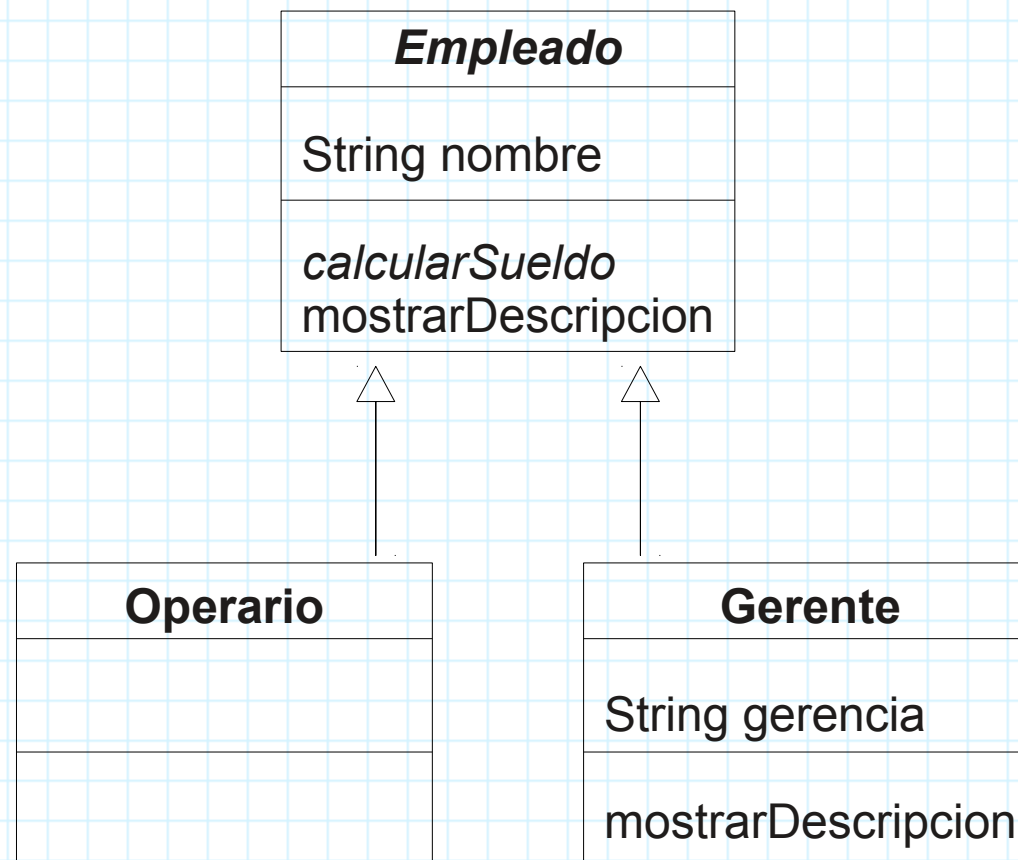 Empleado
String nombre
calcularSueldo
mostrarDescripcion
Operario
Gerente
String gerencia
mostrarDescripcion